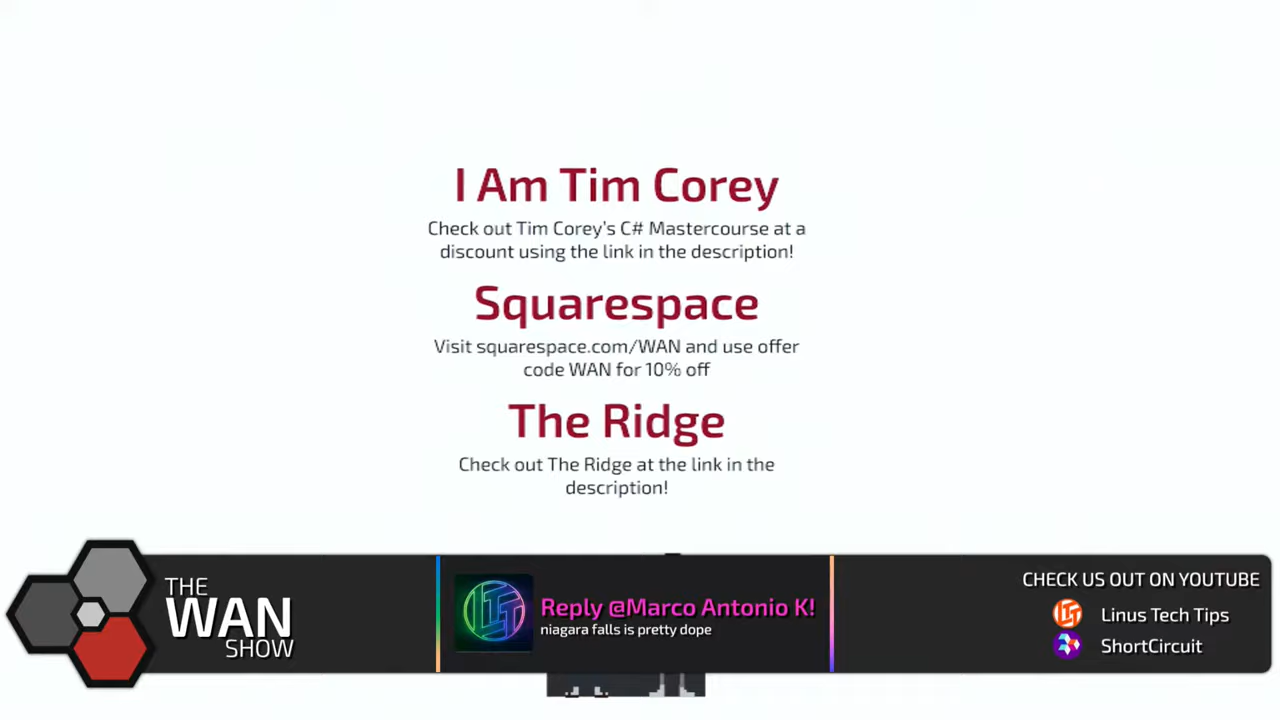 I Am Tim Corey
Check out Tim Corey’s C# Mastercourse at a
discount using the link in the description!
Squarespace
Visit squarespace.com/WAN and use offer
code WAN for 10% off
The Ridge
Check out The Ridge at the link in the
description!
THE
WAN
SHOW
LTT
Reply @Marco Antonio K!
niagara falls is pretty dope
CHECK US OUT ON YOUTUBE
LTT
Linus Tech Tips
ShortCircuit